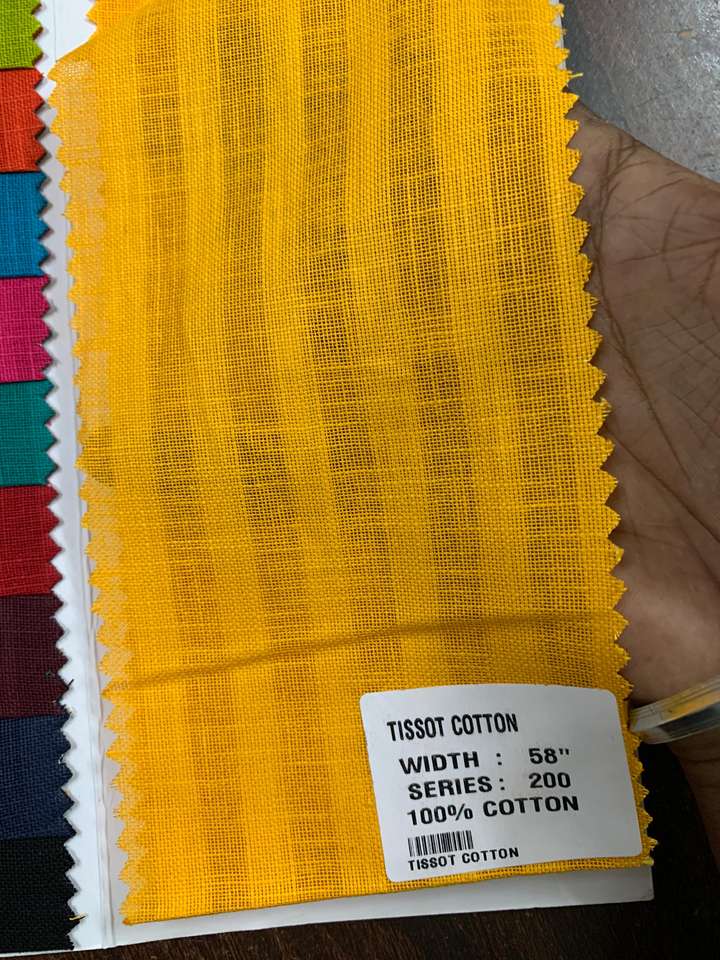 TISSOT COTTON
WIDTH : 58"
SERIES : 200
100% COTTON
TISSOT COTTON